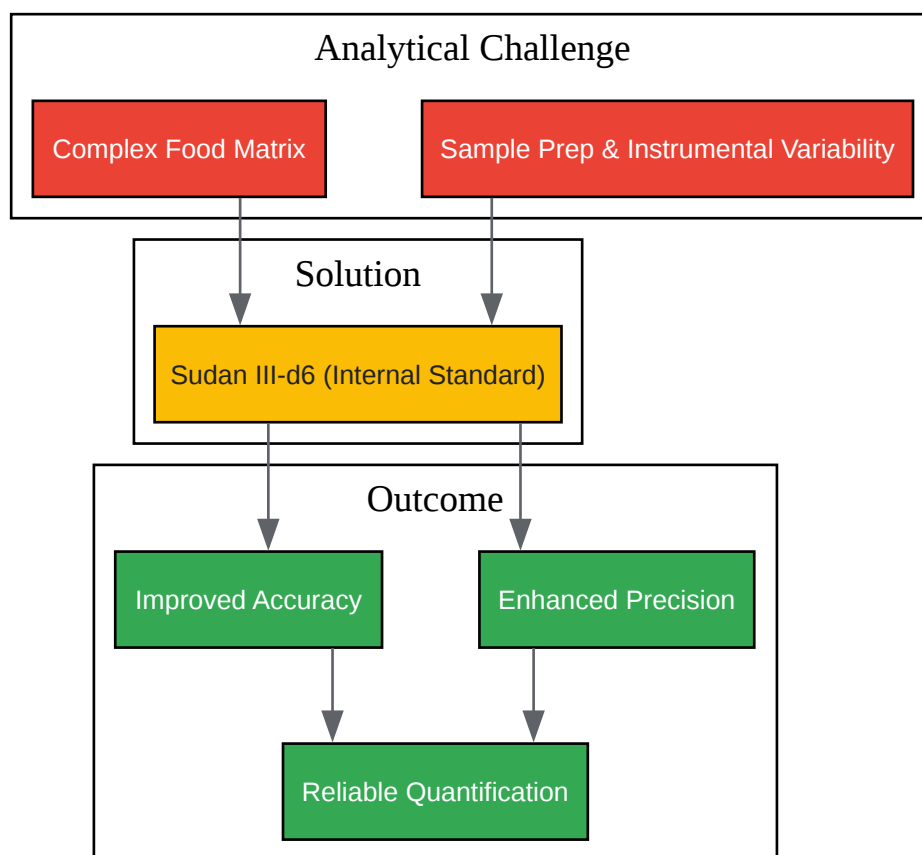 Analytical Challenge
Complex Food Matrix
Sample Prep & Instrumental Variability
Solution
Sudan III-d6 (Internal Standard)
Outcome
Improved Accuracy
Enhanced Precision
Reliable Quantification